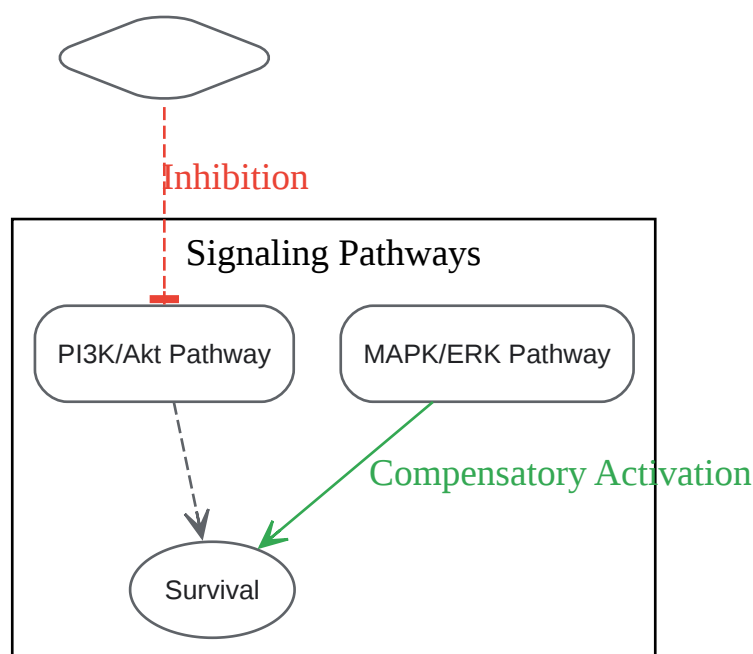 Inhibition
Signaling Pathways
PI3K/Akt Pathway
MAPK/ERK Pathway
Compensatory Activation
Survival